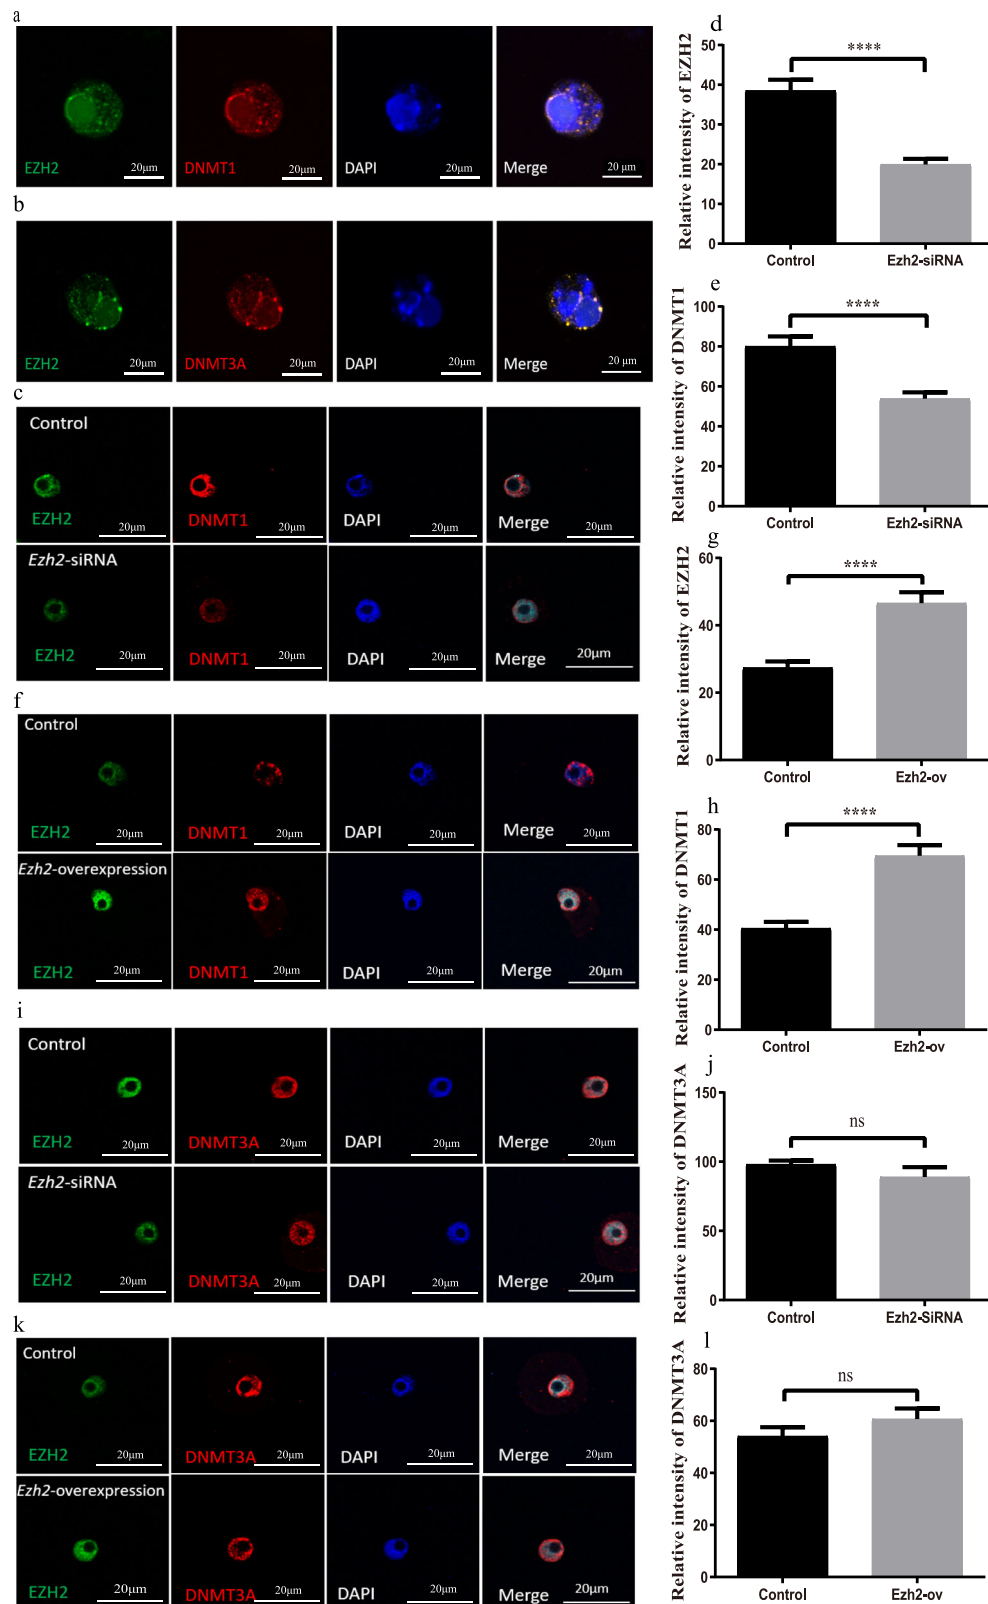 a
EZH2
20μm
DNMT1
20μm
DAPI
20μm
Merge
20 μm
b
EZH2
20μm
DNMT3A
20μm
DAPI
20μm
Merge
20 μm
c
Control
EZH2
20μm
DNMT1
20μm
DAPI
20μm
Merge
20μm
Ezh2-siRNA
EZH2
20μm
DNMT1
20μm
DAPI
20μm
Merge
20μm
d
Relative intensity of EZH2
50
40
30
20
10
0
****
Control
Ezh2-siRNA
e
Relative intensity of DNMT1
100
80
60
40
20
0
****
Control
Ezh2-siRNA
f
Control
EZH2
20μm
DNMT1
20μm
DAPI
20μm
Merge
20μm
Ezh2-overexpression
EZH2
20μm
DNMT1
20μm
DAPI
20μm
Merge
20μm
g
Relative intensity of EZH2
60
40
20
0
****
Control
Ezh2-ov
h
Relative intensity of DNMT1
80
60
40
20
0
****
Control
Ezh2-ov
i
Control
EZH2
20μm
DNMT3A
20μm
DAPI
20μm
Merge
20μm
Ezh2-siRNA
EZH2
20μm
DNMT3A
20μm
DAPI
20μm
Merge
20μm
j
Relative intensity of DNMT3A
150
100
50
0
ns
Control
Ezh2-SiRNA
k
Control
EZH2
20μm
DNMT3A
20μm
DAPI
20μm
Merge
20μm
Ezh2-overexpression
EZH2
20μm
DNMT3A
20μm
DAPI
20μm
Merge
20μm
l
Relative intensity of DNMT3A
80
60
40
20
0
ns
Control
Ezh2-ov